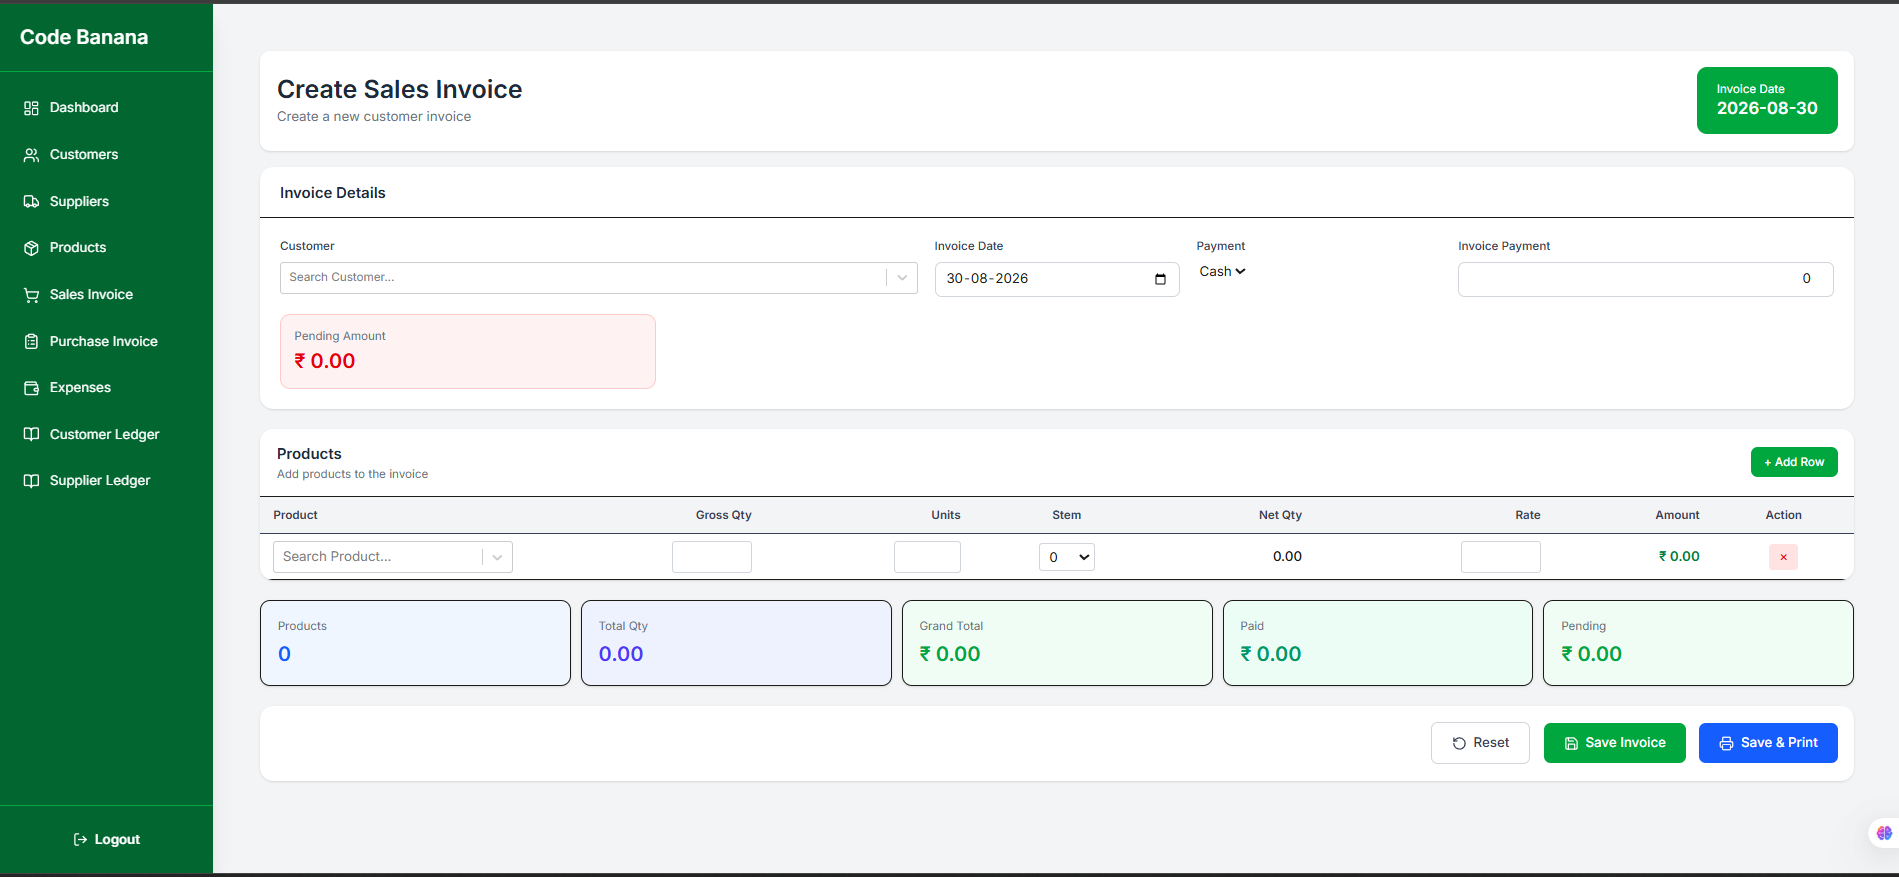 Code Banana
Dashboard
Customers
Suppliers
Products
Sales Invoice
Purchase Invoice
Expenses
Customer Ledger
Supplier Ledger
Logout
Create Sales Invoice
Create a new customer invoice
Invoice Date
2026-08-30
Invoice Details
Customer Invoice Date Payment Invoice Payment
Search Customer... 30-08-2026 Cash 0
Pending Amount
₹ 0.00
Products
Add products to the invoice
+ Add Row
Product Gross Qty Units Stem Net Qty Rate Amount Action
Search Product... 0 0.00 ₹ 0.00 ×
Products Total Qty Grand Total Paid Pending
0 0.00 ₹ 0.00 ₹ 0.00 ₹ 0.00
Reset Save Invoice Save & Print